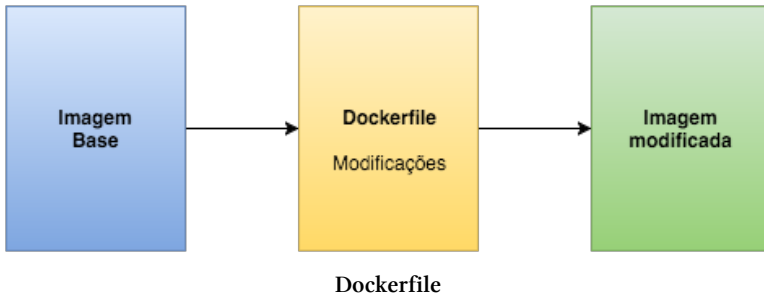 Imagem
Base
Dockerfile
Modificações
Imagem
modificada
Dockerfile